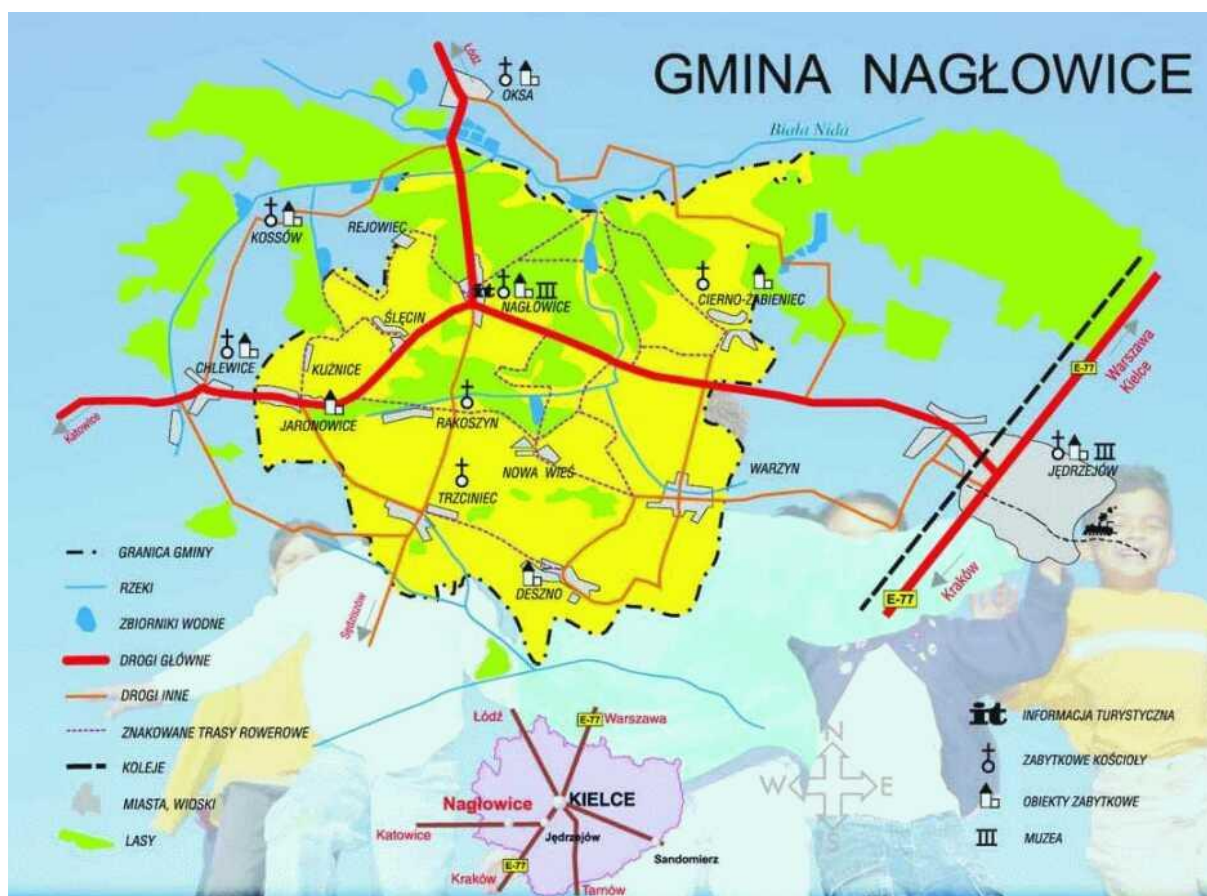 GMINA NAGŁOWICE
Łódź
OKSA
Biała Nida
KOSSÓW
REJOWIEC
NAGŁOWICE
CIERNO-ŻABIENIEC
ŚLĘCIN
CHLEWICE
KUŹNICE
Warszawa
Kielce
E-77
Katowice
JARONOWICE
RAKOSZYN
NOWA WIEŚ
WARZYN
JĘDRZEJÓW
TRZCINIEC
DESZNO
Kraków
E-77
Sędziszów
GRANICA GMINY
RZEKI
ZBIORNIKI WODNE
DROGI GŁÓWNE
DROGI INNE
ZNAKOWANE TRASY ROWEROWE
KOLEJE
MIASTA, WIOSKI
LASY
Łódź
E-77
Warszawa
Nagłowice
KIELCE
Katowice
Jędrzejów
Sandomierz
E-77
Kraków
Tarnów
N
W
E
S
it
it INFORMACJA TURYSTYCZNA
ZABYTKOWE KOŚCIOŁY
OBIEKTY ZABYTKOWE
MUZEA